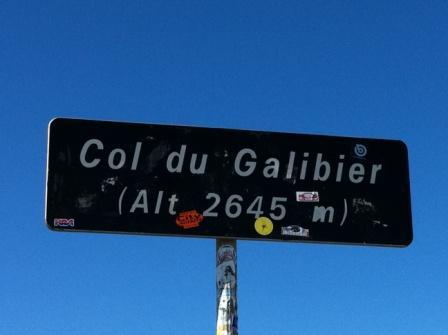 Col du Galibier
(Alt 2645 m)